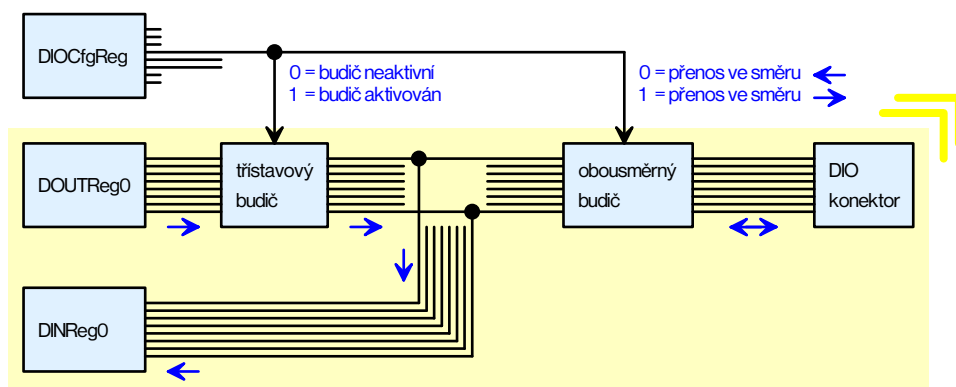 DIOCfgReg
0 = budič neaktivní
1 = budič aktivován
0 = přenos ve směru
1 = přenos ve směru
DOUTReg0
třístavový
budič
obousměrný
budič
DIO
konektor
DINReg0